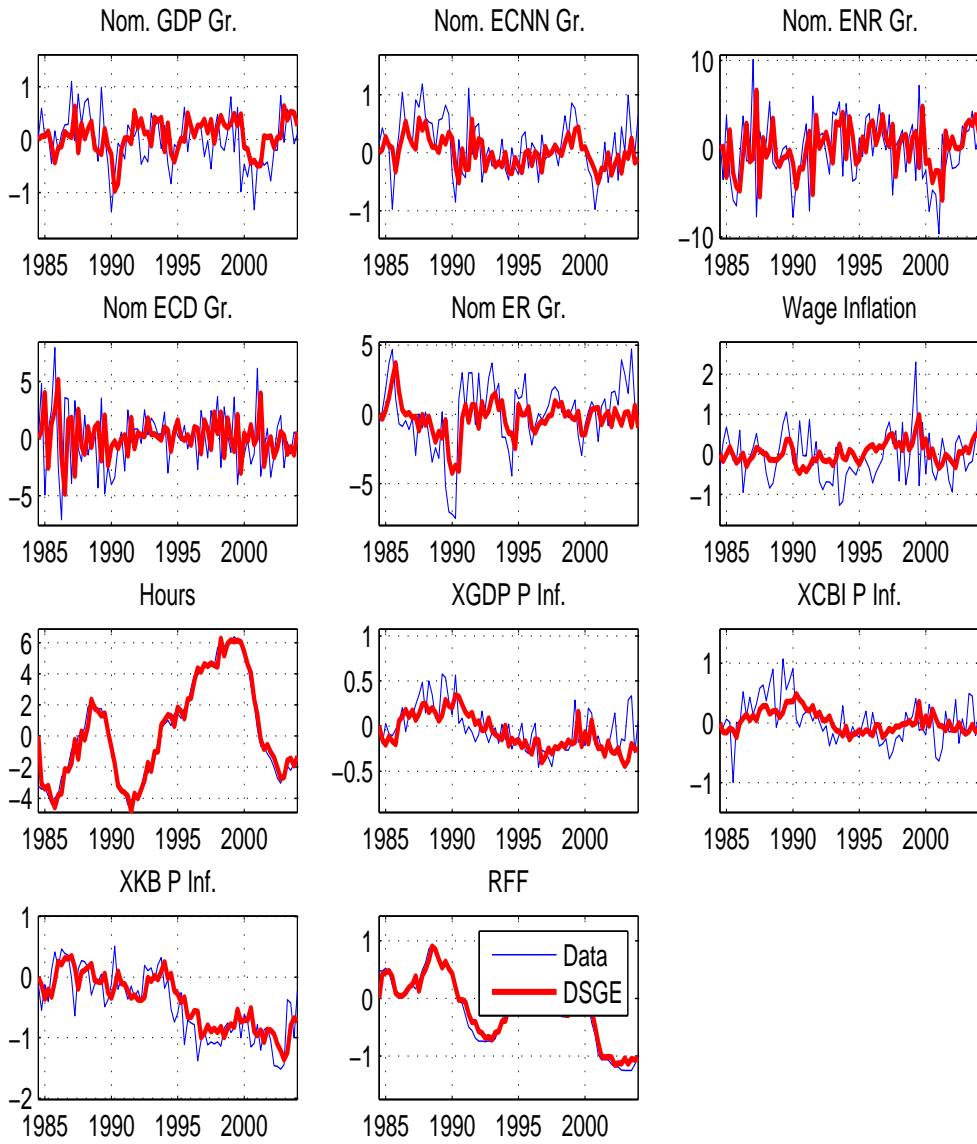 Nom. GDP Gr.
Nom. ECNN Gr.
Nom. ENR Gr.
1
0
−1
1985 1990 1995 2000
1
0
−1
1985 1990 1995 2000
10
0
−10
1985 1990 1995 2000
Nom ECD Gr.
Nom ER Gr.
Wage Inflation
5
0
−5
1985 1990 1995 2000
5
0
−5
1985 1990 1995 2000
2
1
0
−1
1985 1990 1995 2000
Hours
XGDP P Inf.
XCBI P Inf.
6
4
2
0
−2
−4
1985 1990 1995 2000
1
0.5
0
−0.5
1985 1990 1995 2000
1
0
−1
1985 1990 1995 2000
XKB P Inf.
RFF
1
0
−1
−2
1985 1990 1995 2000
1
0
−1
1985 1990 1995 2000
Data
DSGE